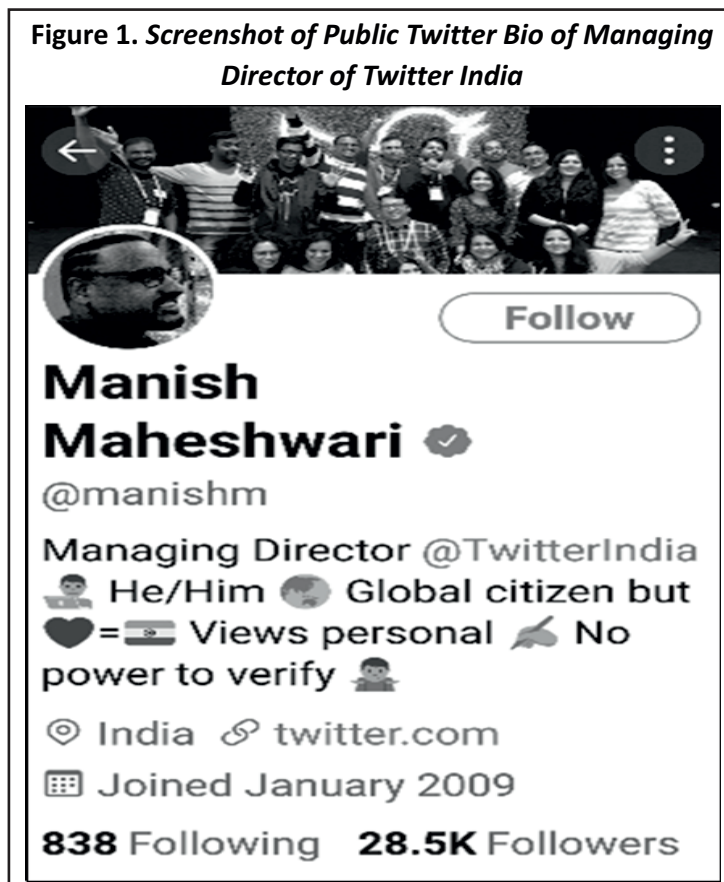 Figure 1. Screenshot of Public Twitter Bio of Managing
Director of Twitter India
Follow
Manish
Maheshwari
@manishm
Managing Director @TwitterIndia
👨🏻‍💻 He/Him 🌏 Global citizen but
❤=🇮🇳 Views personal ✍ No
power to verify 🤷🏽‍♂
India twitter.com
Joined January 2009
838 Following 28.5K Followers